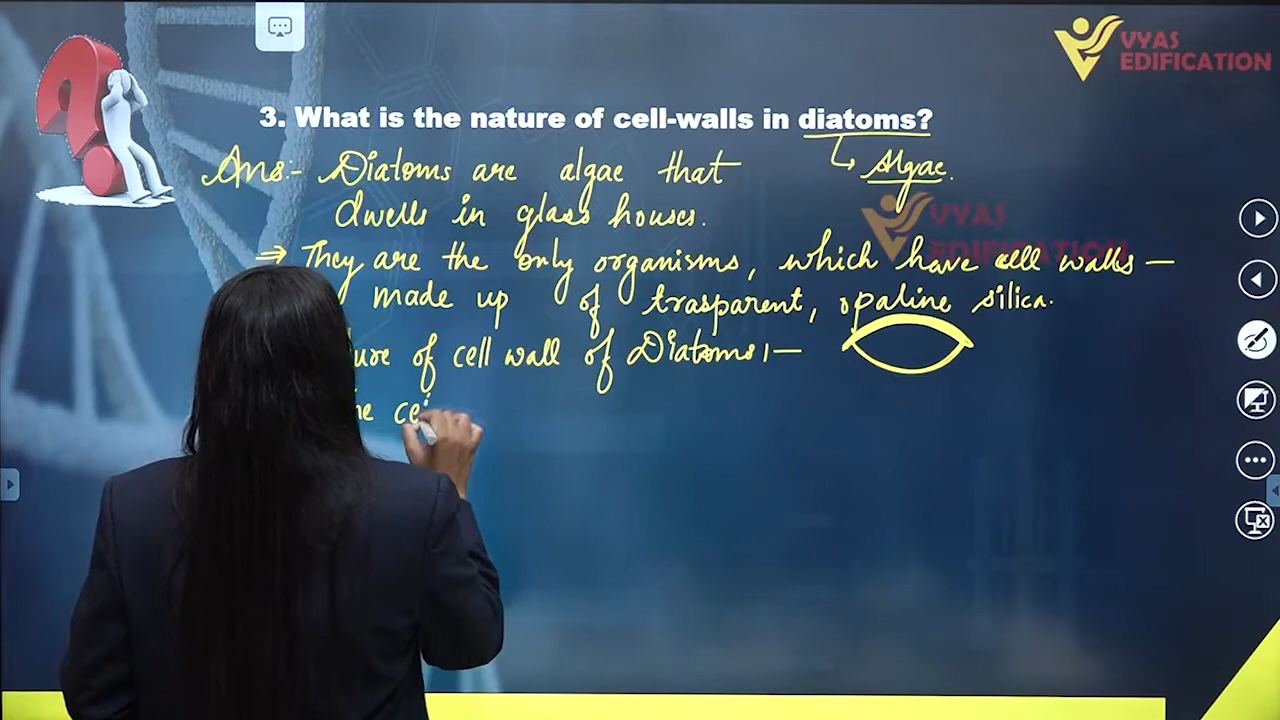 VYAS
EDIFICATION
3. What is the nature of cell-walls in diatoms?
Ans:- Diatoms are algae that
Algae.
dwells in glass houses.
VYAS
EDIFICATION
⇒ They are the only organisms, which have cell walls —
made up of trasparent, opaline silica.
of cell wall of Diatoms:—